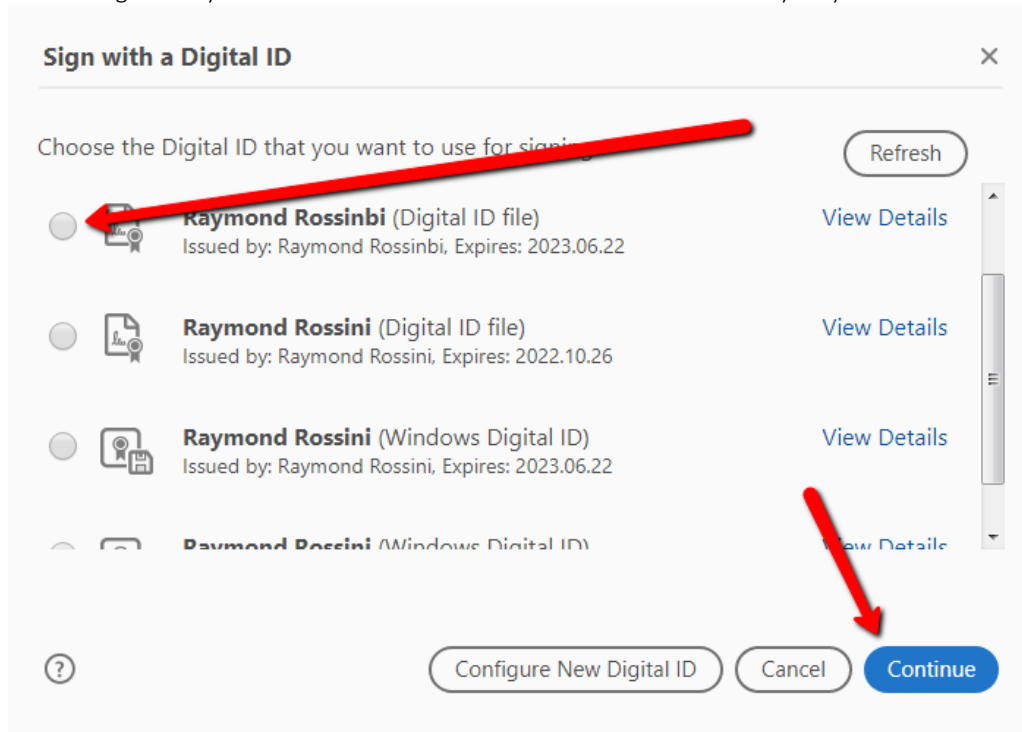 Sign with a Digital ID
Choose the Digital ID that you want to use for signing
Refresh
Raymond Rossinbi (Digital ID file)
View Details
Issued by: Raymond Rossinbi, Expires: 2023.06.22
Raymond Rossini (Digital ID file)
View Details
Issued by: Raymond Rossini, Expires: 2022.10.26
Raymond Rossini (Windows Digital ID)
View Details
Issued by: Raymond Rossini, Expires: 2023.06.22
Raymond Rossini (Windows Digital ID)
View Details
?
Configure New Digital ID
Cancel
Continue